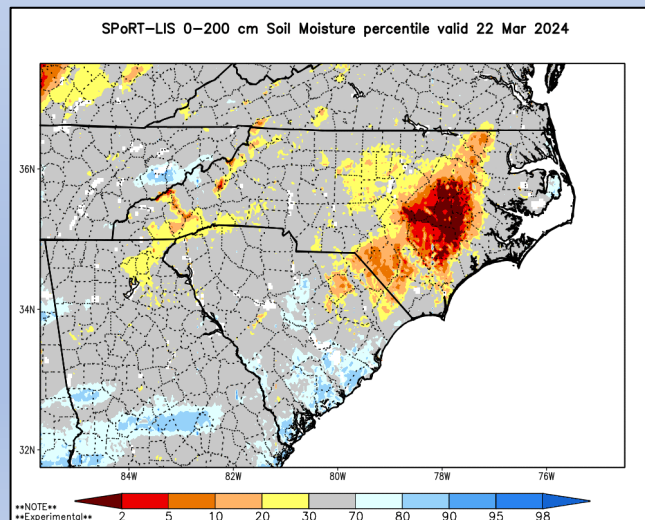 SPoRT-LIS 0-200 cm Soil Moisture percentile valid 22 Mar 2024
36N
34N
32N
84W 82W 80W 78W 76W
**NOTE**
**Experimental**
2 5 10 20 30 70 80 90 95 98